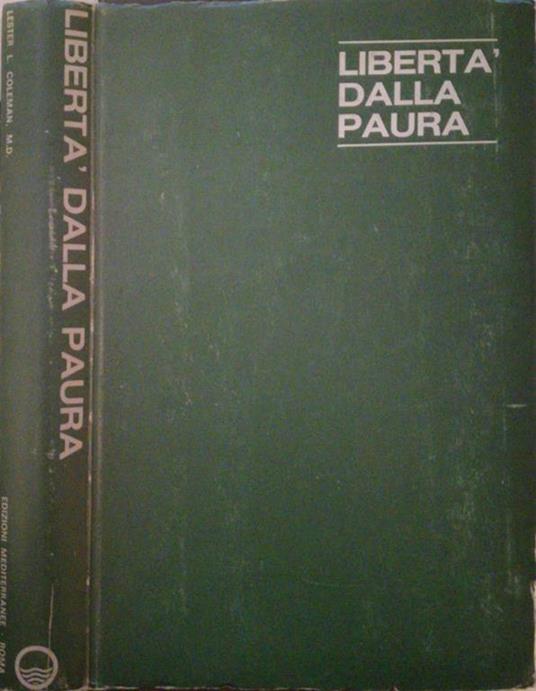 LIBERTA'
DALLA
PAURA
LESTER L. COLEMAN, M.D.
LIBERTA' DALLA PAURA
EDIZIONI MEDITERRANEE - ROMA